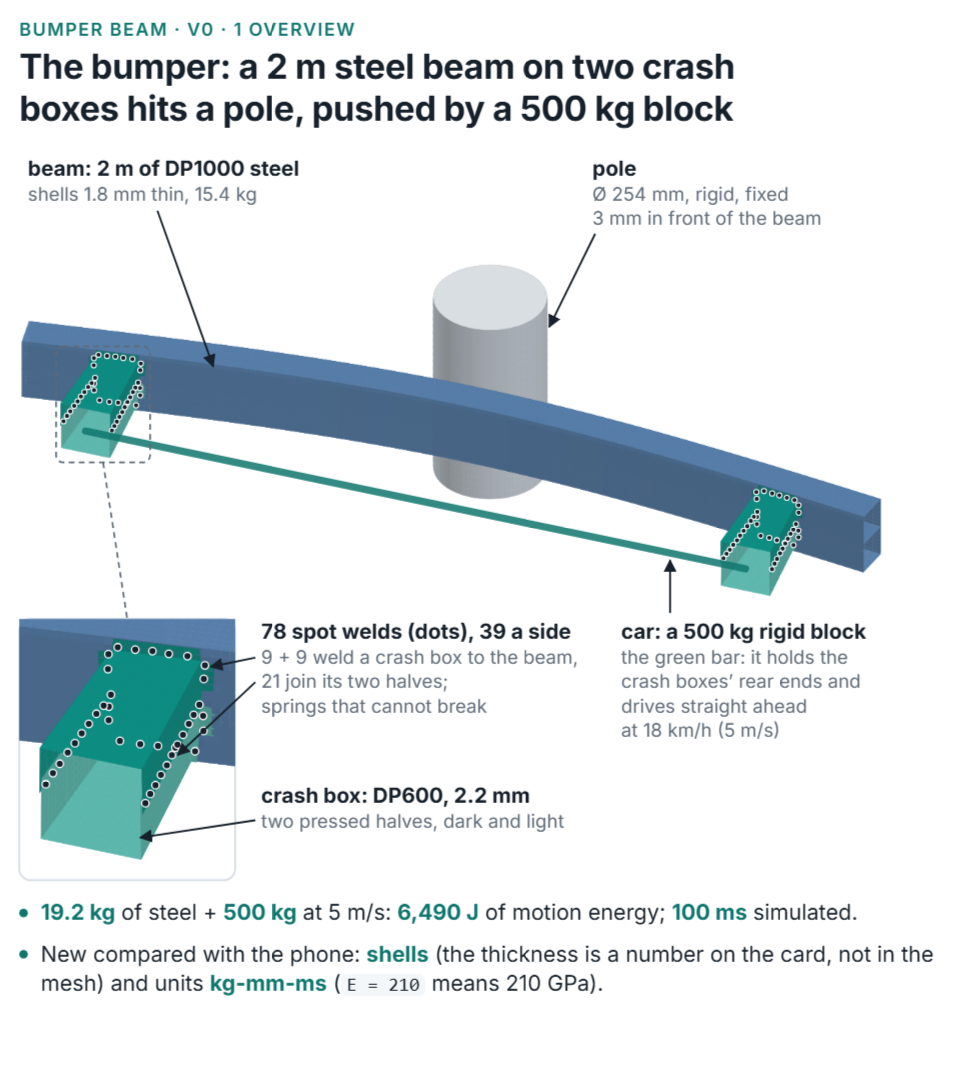 BUMPER BEAM · V0 · 1 OVERVIEW
The bumper: a 2 m steel beam on two crash
boxes hits a pole, pushed by a 500 kg block
beam: 2 m of DP1000 steel
shells 1.8 mm thin, 15.4 kg
pole
Ø 254 mm, rigid, fixed
3 mm in front of the beam
78 spot welds (dots), 39 a side
9 + 9 weld a crash box to the beam,
21 join its two halves;
springs that cannot break
car: a 500 kg rigid block
the green bar: it holds the
crash boxes’ rear ends and
drives straight ahead
at 18 km/h (5 m/s)
crash box: DP600, 2.2 mm
two pressed halves, dark and light
• 19.2 kg of steel + 500 kg at 5 m/s: 6,490 J of motion energy; 100 ms simulated.
• New compared with the phone: shells (the thickness is a number on the card, not in the
mesh) and units kg-mm-ms ( E = 210 means 210 GPa).